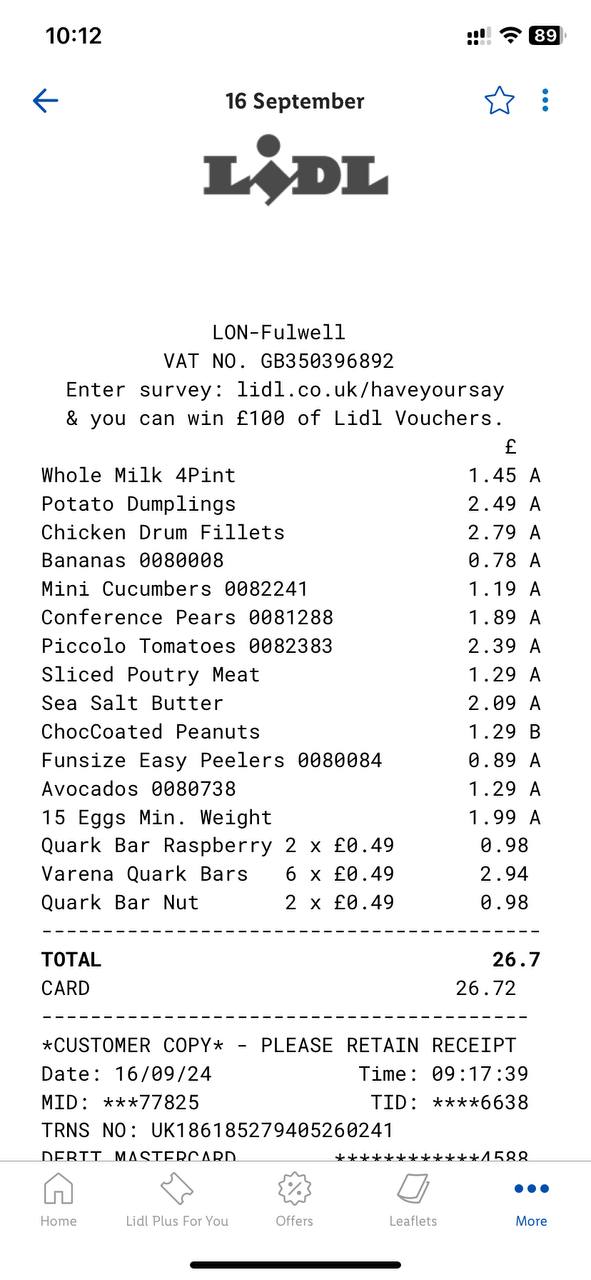 10:12
89
16 September
LIDL
LON-Fulwell
VAT NO. GB350396892
Enter survey: lidl.co.uk/haveyoursay
& you can win £100 of Lidl Vouchers.
£
Whole Milk 4Pint 1.45 A
Potato Dumplings 2.49 A
Chicken Drum Fillets 2.79 A
Bananas 0080008 0.78 A
Mini Cucumbers 0082241 1.19 A
Conference Pears 0081288 1.89 A
Piccolo Tomatoes 0082383 2.39 A
Sliced Poutry Meat 1.29 A
Sea Salt Butter 2.09 A
ChocCoated Peanuts 1.29 B
Funsize Easy Peelers 0080084 0.89 A
Avocados 0080738 1.29 A
15 Eggs Min. Weight 1.99 A
Quark Bar Raspberry 2 x £0.49 0.98
Varena Quark Bars 6 x £0.49 2.94
Quark Bar Nut 2 x £0.49 0.98
-----------------------------------------
TOTAL 26.7
CARD 26.72
----------------------------------------
*CUSTOMER COPY* - PLEASE RETAIN RECEIPT
Date: 16/09/24 Time: 09:17:39
MID: ***77825 TID: ****6638
TRNS NO: UK186185279405260241
DEBIT MASTERCARD ************4588
Home Lidl Plus For You Offers Leaflets More